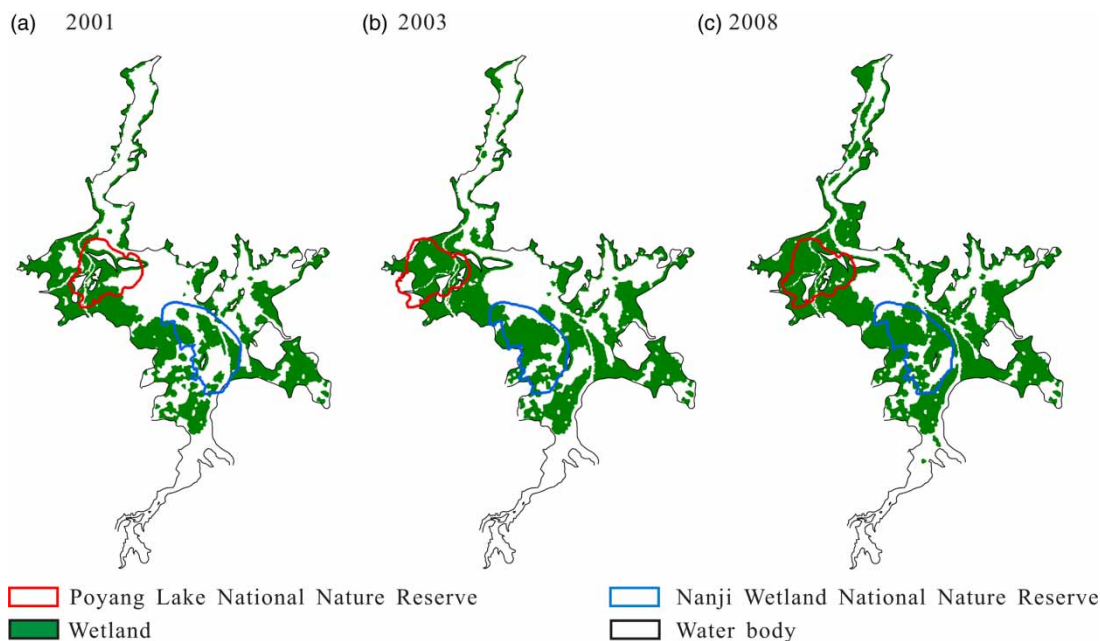 (a) 2001
(b) 2003
(c) 2008
Poyang Lake National Nature Reserve
Nanji Wetland National Nature Reserve
Wetland
Water body